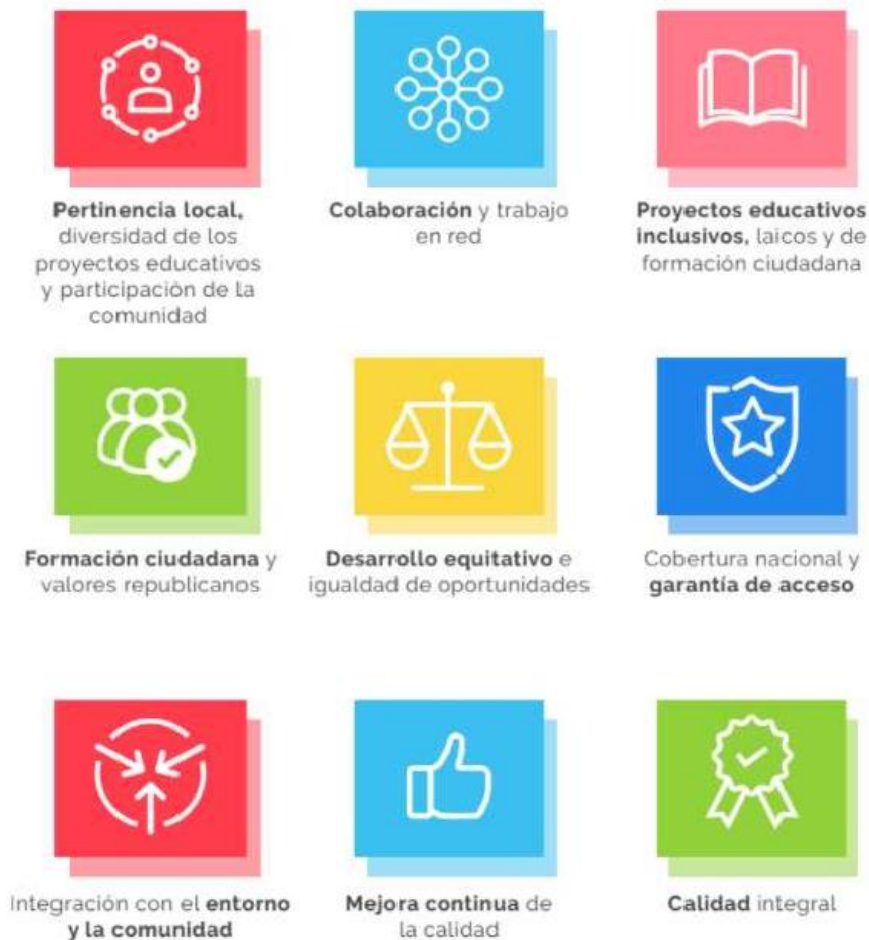 Pertinencia local,
diversidad de los
proyectos educativos
y participación de la
comunidad
Colaboración y trabajo
en red
Proyectos educativos
inclusivos, laicos y de
formación ciudadana
Formación ciudadana y
valores republicanos
Desarrollo equitativo e
igualdad de oportunidades
Cobertura nacional y
garantía de acceso
Integración con el entorno
y la comunidad
Mejora continua de
la calidad
Calidad integral